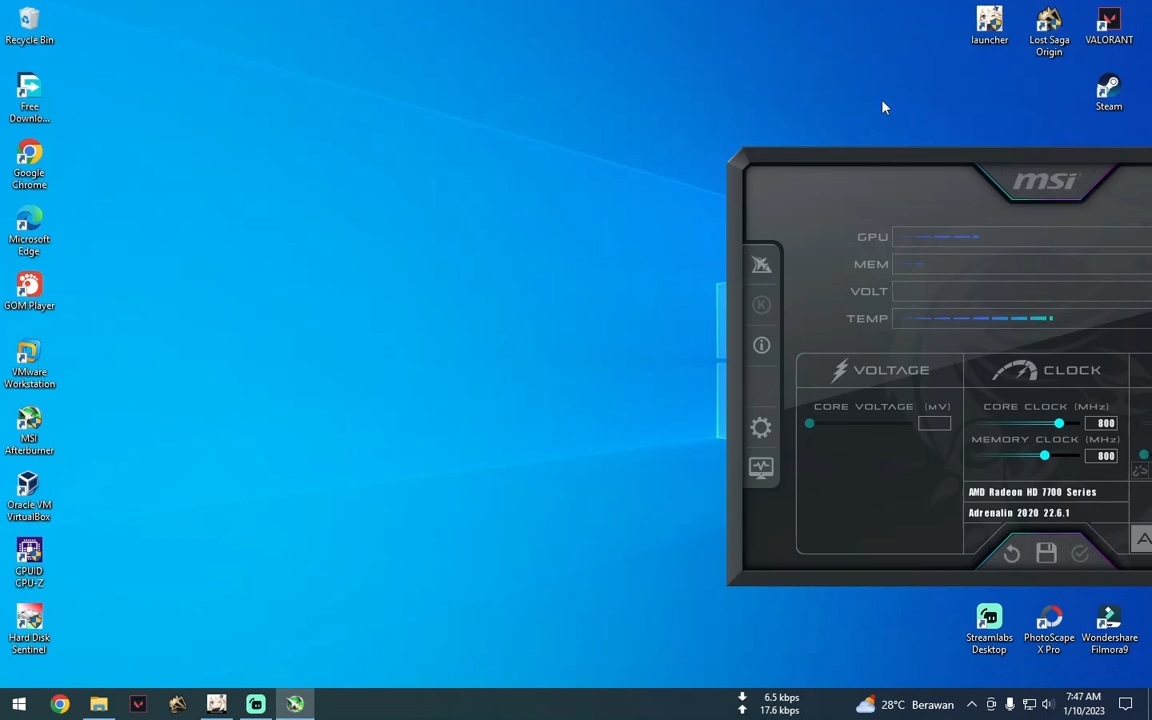 Recycle Bin
Free
Downlo...
Google
Chrome
Microsoft
Edge
GOM Player
VMware
Workstation
MSI
Afterburner
Oracle VM
VirtualBox
CPUID
CPU-Z
Hard Disk
Sentinel
launcher
Lost Saga
Origin
VALORANT
Steam
msi
GPU
MEM
VOLT
TEMP
K
VOLTAGE
CORE VOLTAGE (MV)
CLOCK
CORE CLOCK (MHz)
800
MEMORY CLOCK (MHz)
800
AMD Radeon HD 7700 Series
Adrenalin 2020 22.6.1
A
Streamlabs
Desktop
PhotoScape
X Pro
Wondershare
Filmora9
6.5 kbps
17.6 kbps
28°C Berawan
7:47 AM
1/10/2023